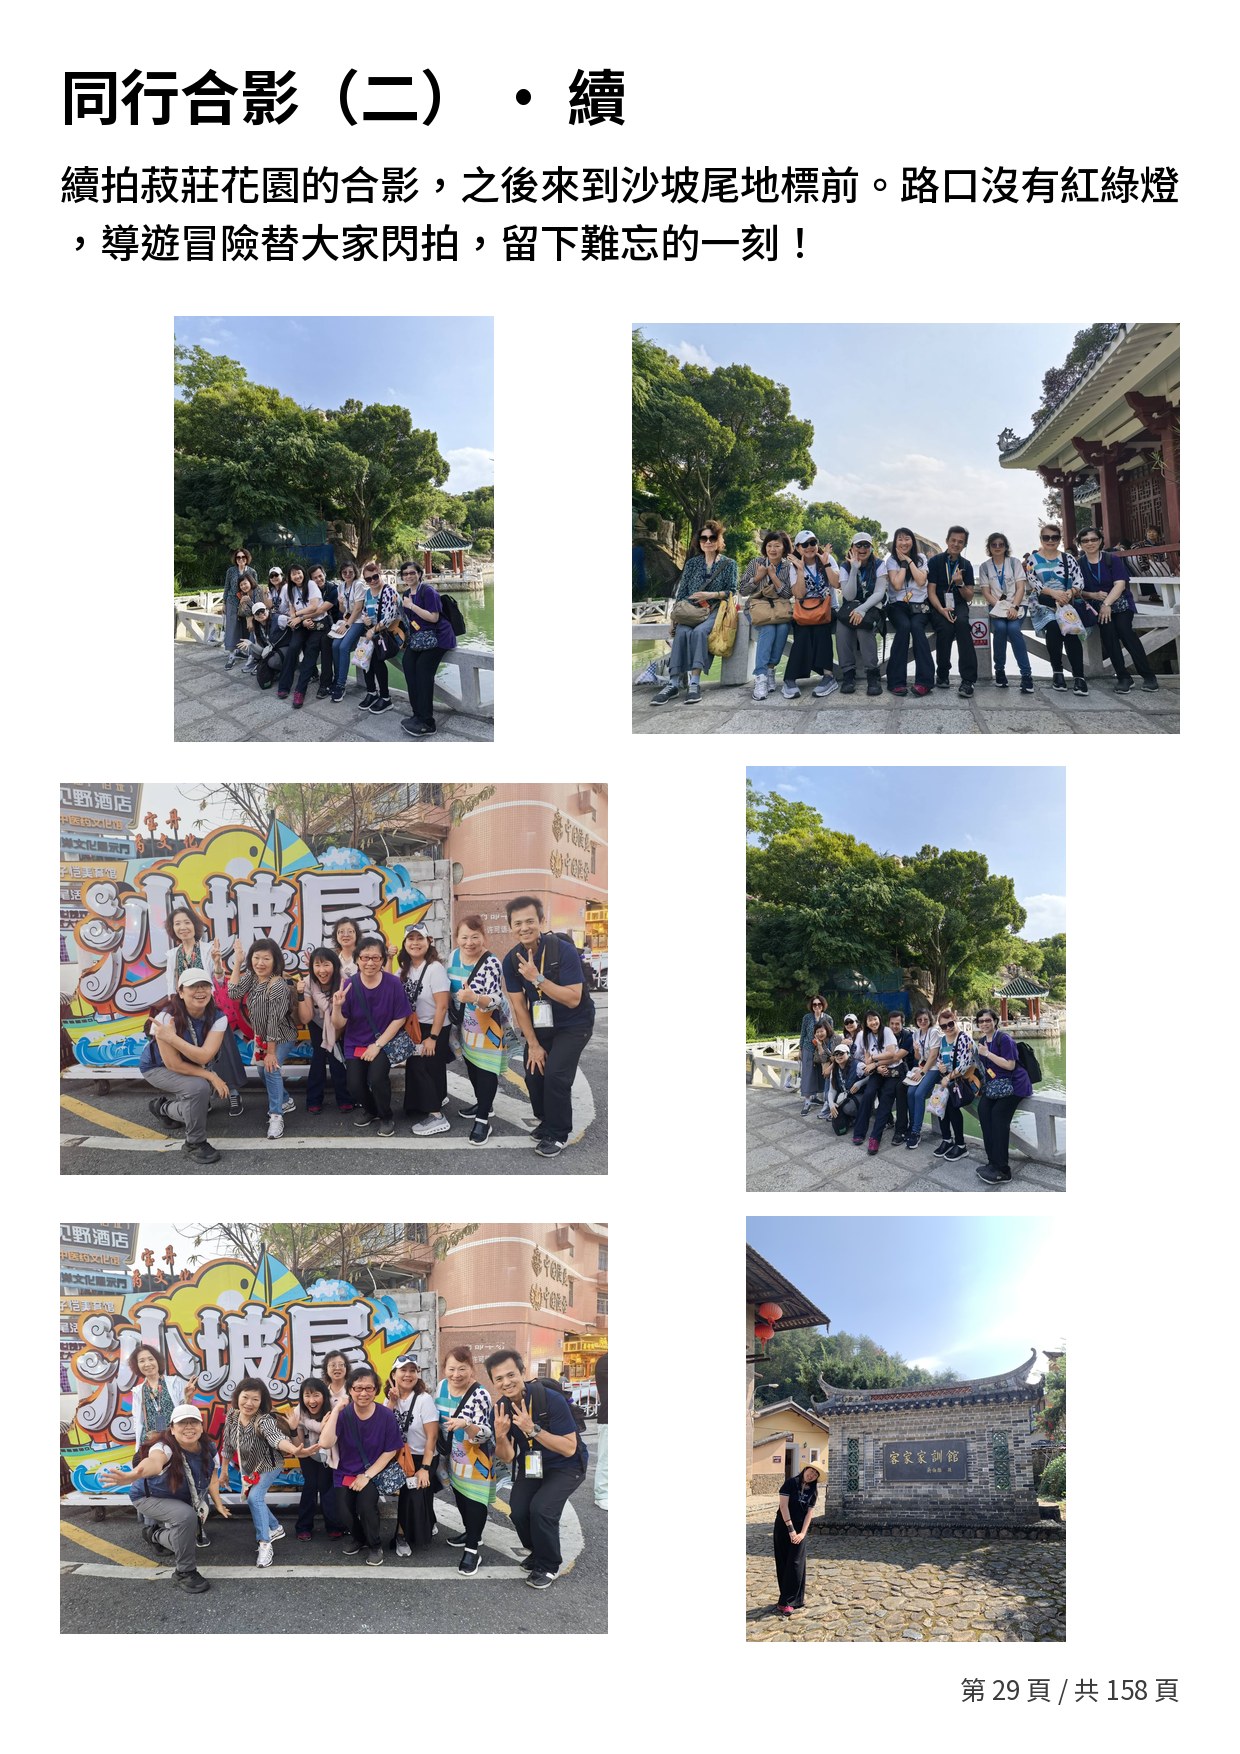 同行合影（二） · 續
續拍菽莊花園的合影，之後來到沙坡尾地標前。路口沒有紅綠燈
，導遊冒險替大家閃拍，留下難忘的一刻！
沙坡尾
沙坡尾
客家家訓館
第 29 頁 / 共 158 頁